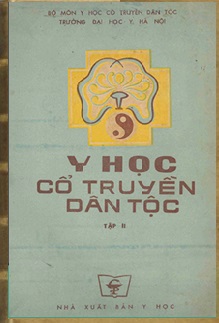 BỘ MÔN Y HỌC CỔ TRUYỀN DÂN TỘC
TRƯỜNG ĐẠI HỌC Y. HÀ NỘI
Y HỌC
CỔ TRUYỀN
DÂN TỘC
TẬP II
NHÀ XUẤT BẢN Y HỌC